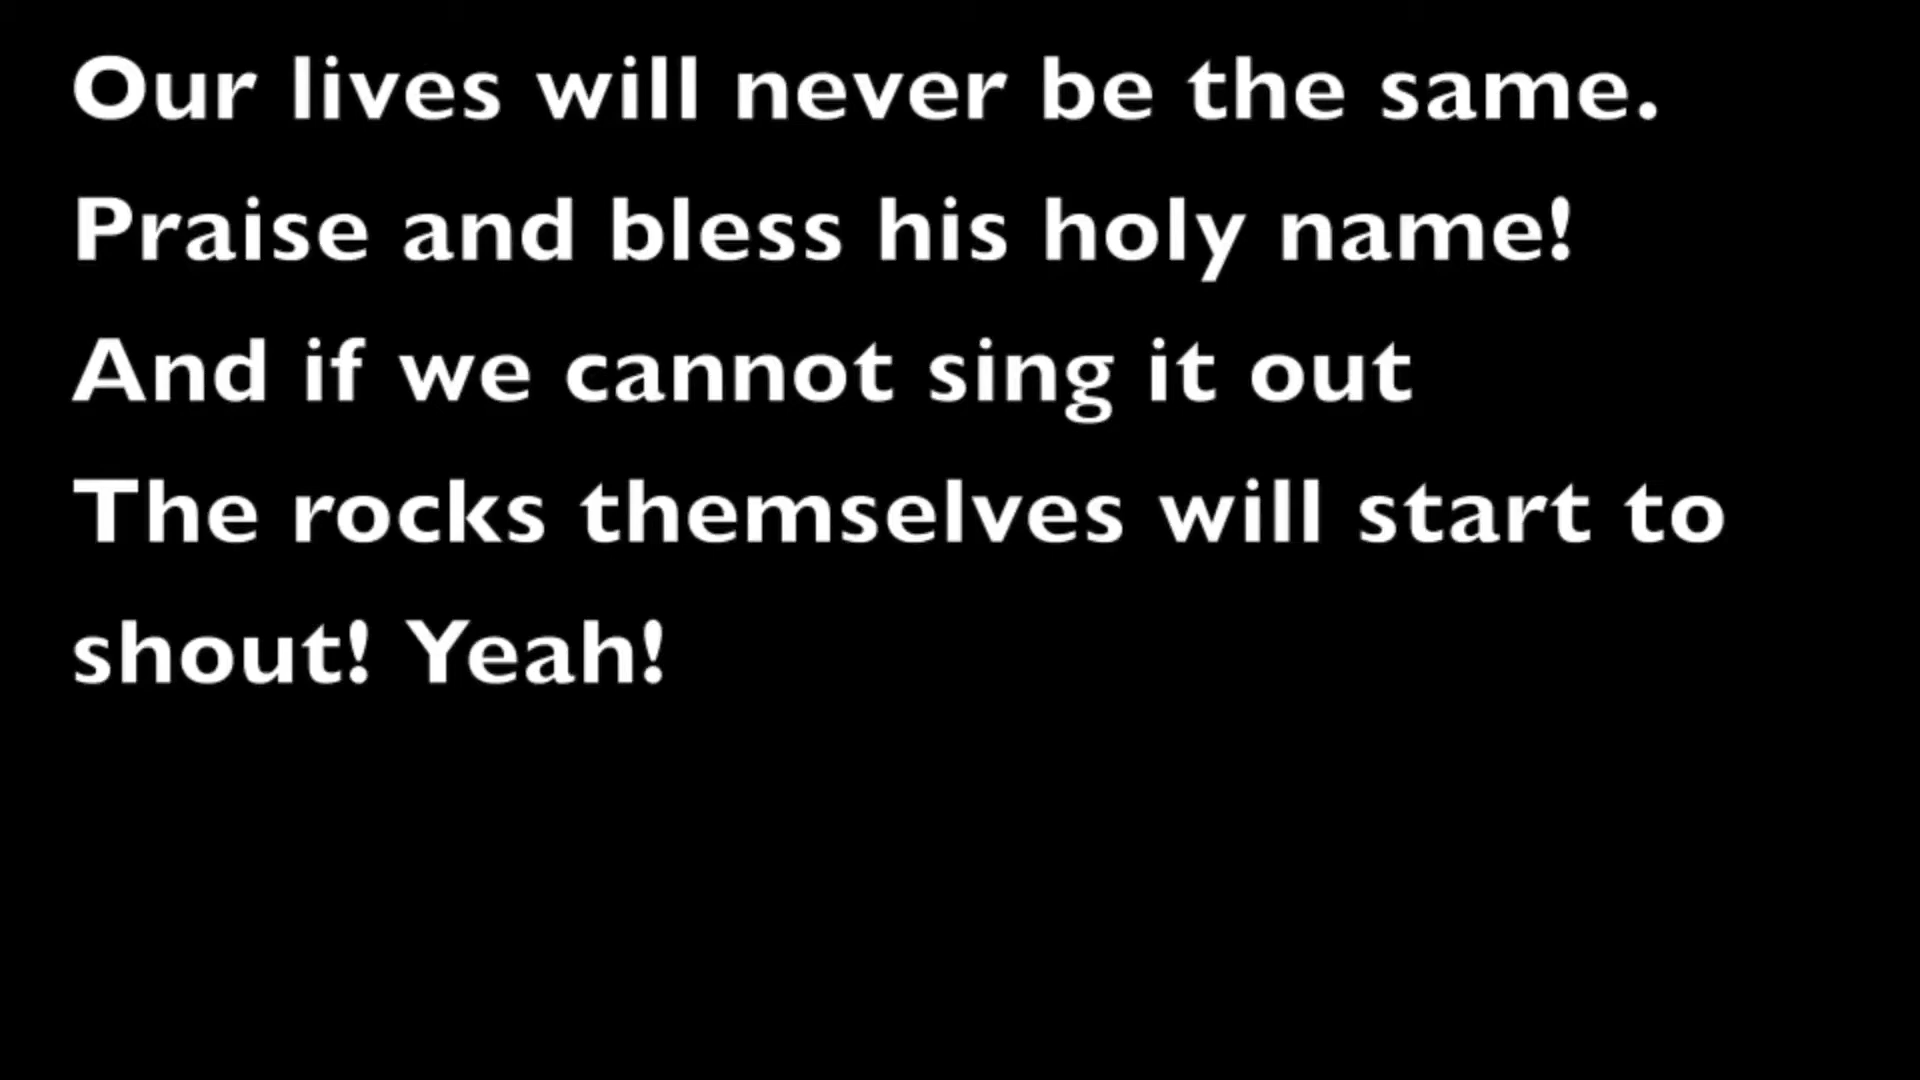 Our lives will never be the same.
Praise and bless his holy name!
And if we cannot sing it out
The rocks themselves will start to
shout! Yeah!